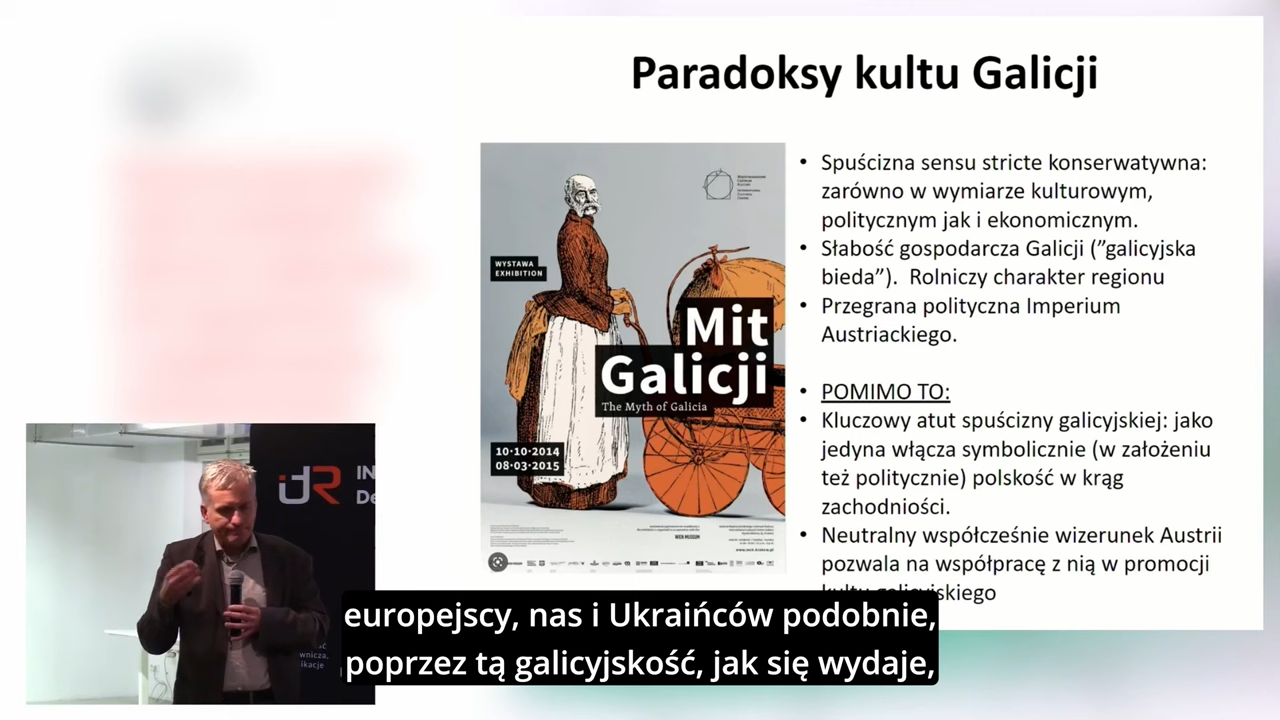 Paradoksy kultu Galicji
WYSTAWA
EXHIBITION
Mit
Galicji
The Myth of Galicia
10·10·2014
08·03·2015
• Spuścizna sensu stricte konserwatywna:
zarówno w wymiarze kulturowym,
politycznym jak i ekonomicznym.
• Słabość gospodarcza Galicji (”galicyjska
bieda”). Rolniczy charakter regionu
• Przegrana polityczna Imperium
Austriackiego.
• POMIMO TO:
• Kluczowy atut spuścizny galicyjskiej: jako
jedyna włącza symbolicznie (w założeniu
też politycznie) polskość w krąg
zachodniości.
• Neutralny współcześnie wizerunek Austrii
pozwala na współpracę z nią w promocji
idR
IN
De
wnicza,
ikacje
europejscy, nas i Ukraińców podobnie,
poprzez tą galicyjskość, jak się wydaje,